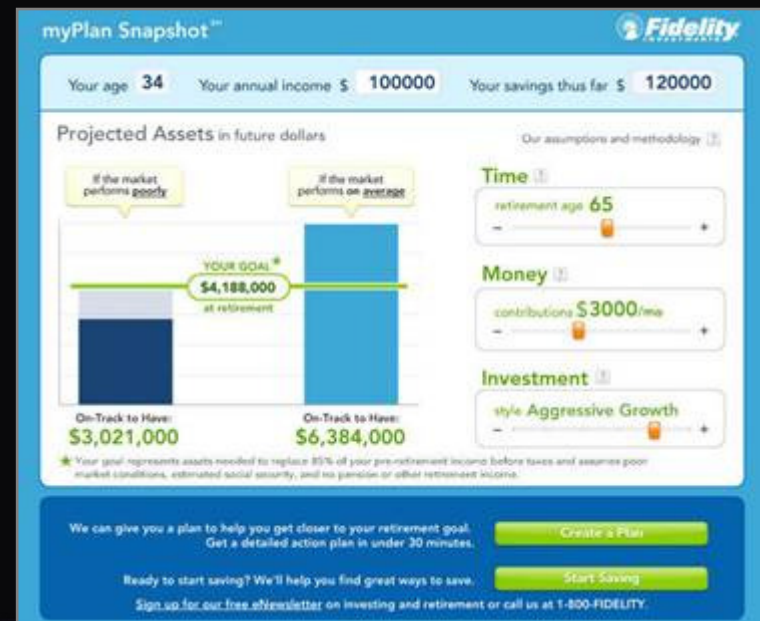 myPlan Snapshot℠
Fidelity
INVESTMENTS
Your age 34 Your annual income $ 100000 Your savings thus far $ 120000
Projected Assets in future dollars
Our assumptions and methodology ?
If the market
performs poorly
If the market
performs on average
YOUR GOAL*
$4,188,000
at retirement
On-Track to Have:
$3,021,000
On-Track to Have:
$6,384,000
Time ?
retirement age 65
- +
Money ?
contributions $3000/mo
- +
Investment ?
style Aggressive Growth
- +
★ Your goal represents assets needed to replace 85% of your pre-retirement income before taxes and assumes poor
market conditions, estimated social security, and no pension or other retirement income.
We can give you a plan to help you get closer to your retirement goal.
Get a detailed action plan in under 30 minutes.
Create a Plan
Ready to start saving? We'll help you find great ways to save.
Start Saving
Sign up for our free eNewsletter on investing and retirement or call us at 1-800-FIDELITY.